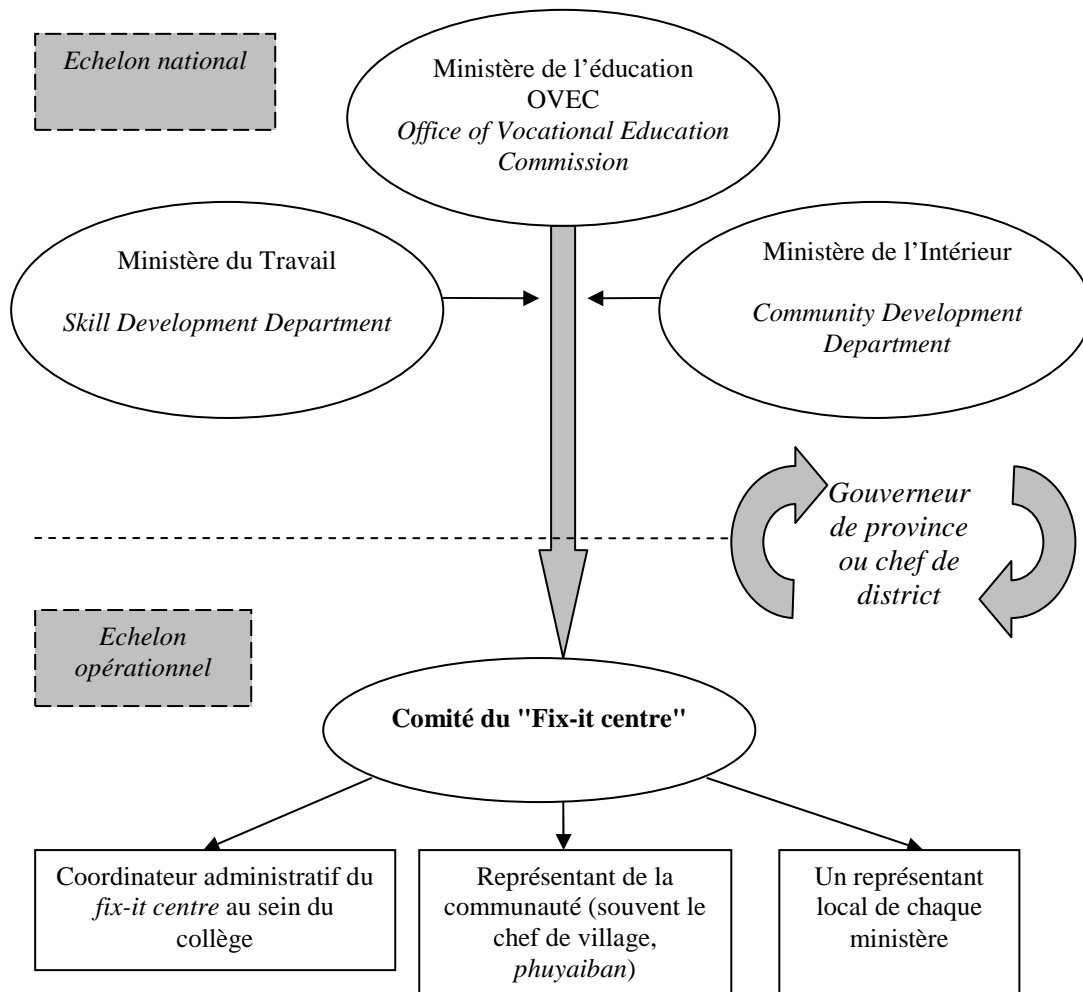 Echelon national
Ministère de l’éducation
OVEC
Office of Vocational Education
Commission
Ministère du Travail
Skill Development Department
Ministère de l’Intérieur
Community Development
Department
Gouverneur
de province
ou chef de
district
Echelon
opérationnel
Comité du "Fix-it centre"
Coordinateur administratif du
fix-it centre au sein du
collège
Représentant de la
communauté (souvent le
chef de village,
phuyaiban)
Un représentant
local de chaque
ministère